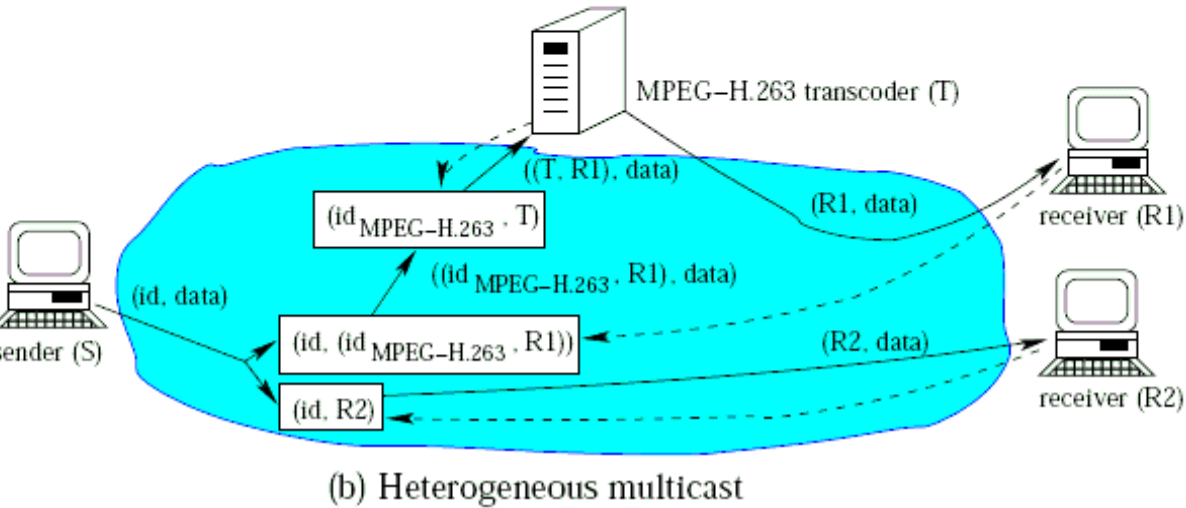 MPEG–H.263 transcoder (T)
((T, R1), data)
(R1, data)
receiver (R1)
(id MPEG–H.263 , T)
((id MPEG–H.263 , R1), data)
(id, data)
sender (S)
(id, (id MPEG–H.263 , R1))
(R2, data)
(id, R2)
receiver (R2)
(b) Heterogeneous multicast